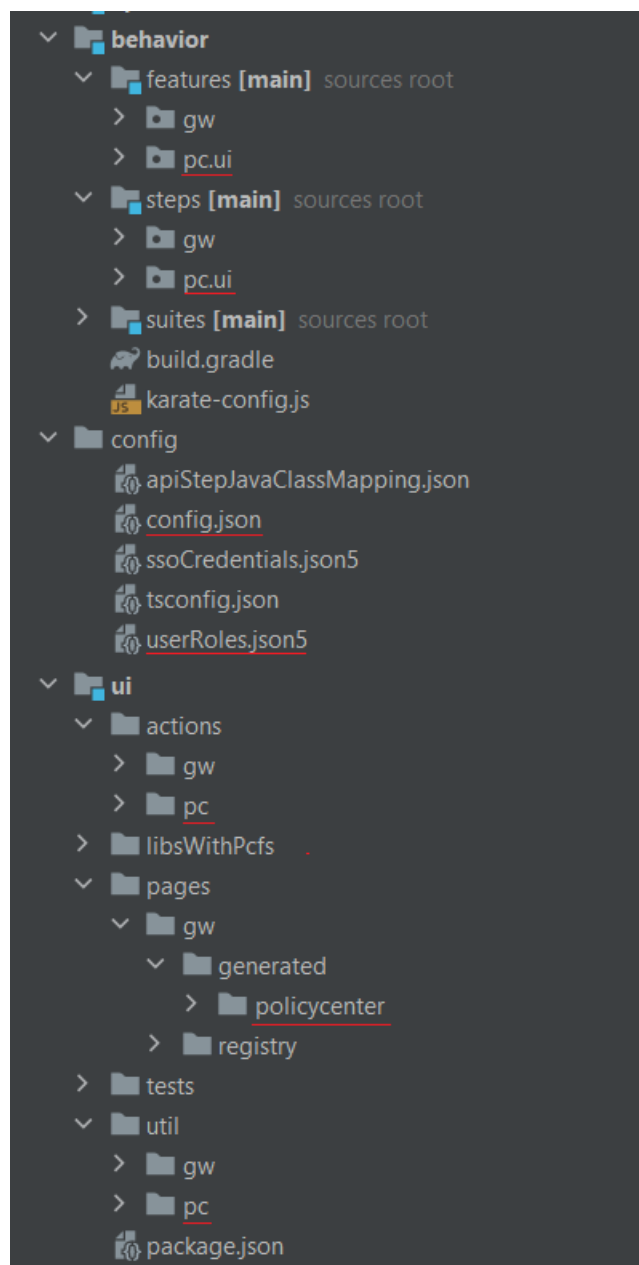 behavior
features [main] sources root
gw
pc.ui
steps [main] sources root
gw
pc.ui
suites [main] sources root
build.gradle
JS karate-config.js
config
apiStepJavaClassMapping.json
config.json
ssoCredentials.json5
tsconfig.json
userRoles.json5
ui
actions
gw
pc
libsWithPcfs
pages
gw
generated
policycenter
registry
tests
util
gw
pc
package.json